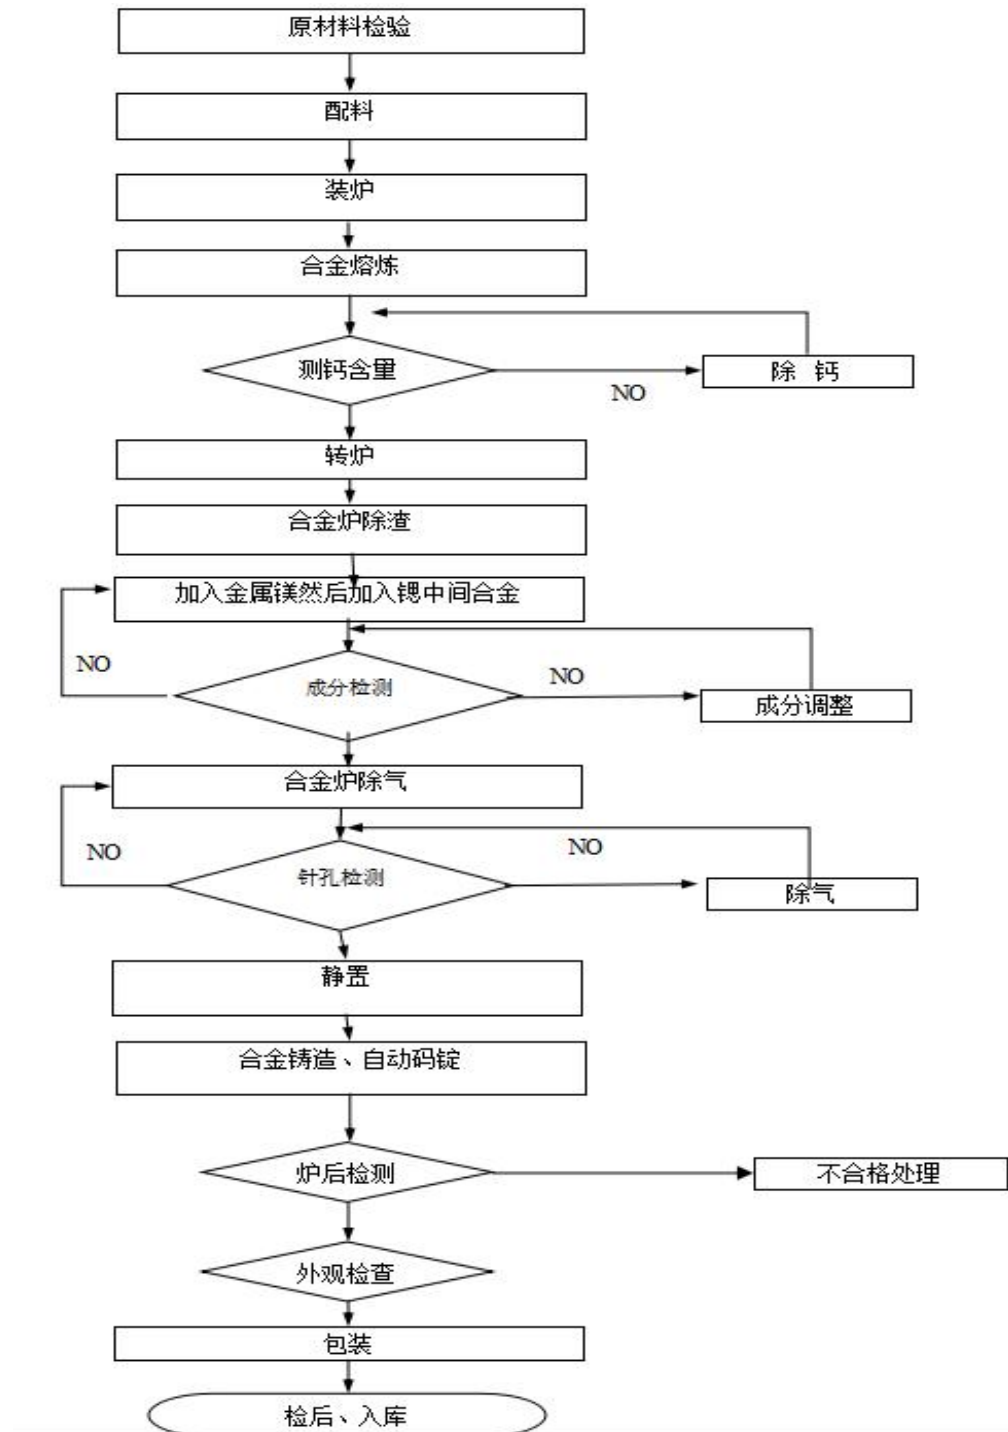 原材料检验
配料
装炉
合金熔炼
测钙含量
NO
除 钙
转炉
合金炉除渣
加入金属镁然后加入锶中间合金
NO
成分检测
NO
成分调整
合金炉除气
NO
针孔检测
NO
除气
静置
合金铸造、自动码锭
炉后检测
不合格处理
外观检查
包装
检后、入库